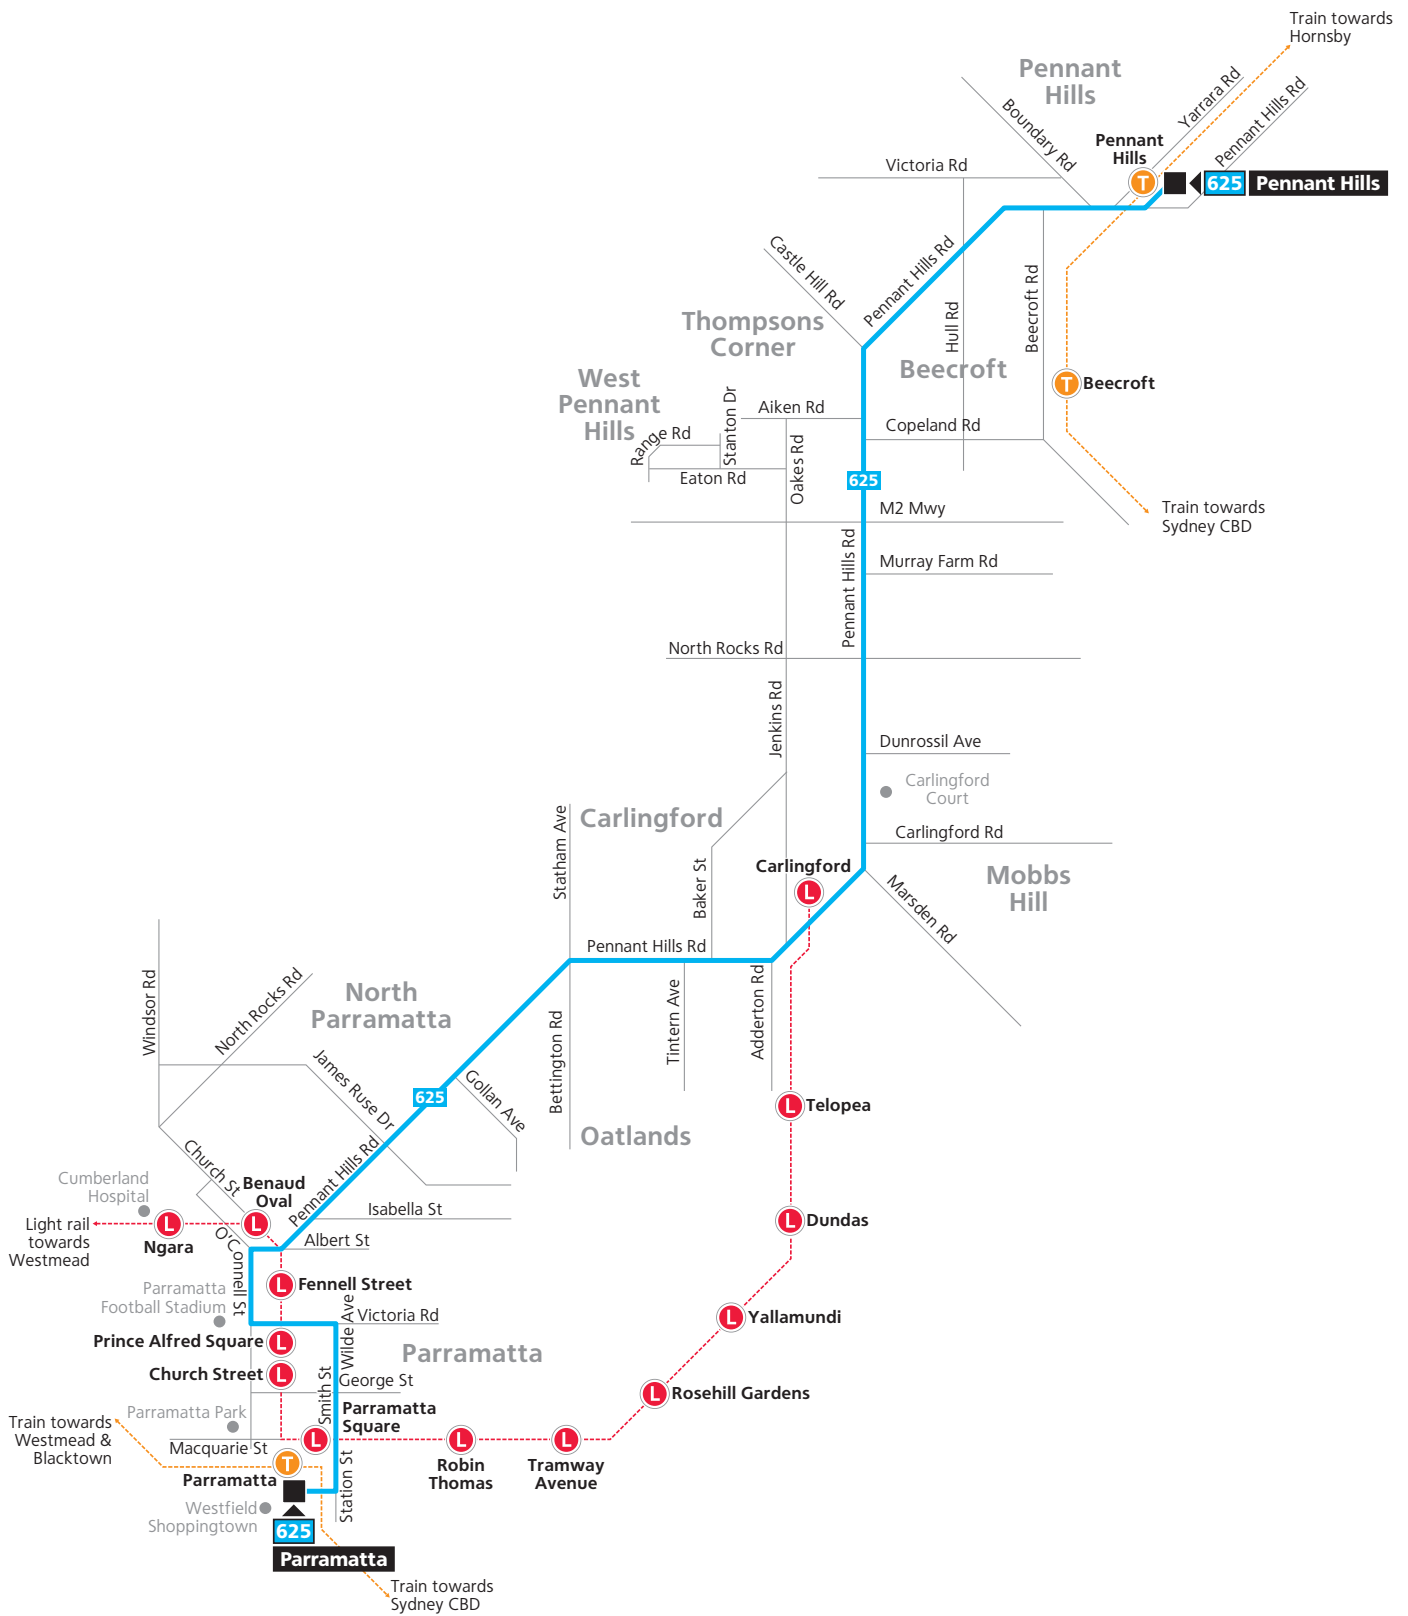 Train towards
Hornsby
Pennant
Hills
Yarrara Rd
Pennant Hills Rd
Boundary Rd
Pennant
Hills
Victoria Rd
T
625
Pennant Hills
Castle Hill Rd
Pennant Hills Rd
Hull Rd
Beecroft Rd
Thompsons
Corner
Beecroft
West
Pennant
Hills
T
Beecroft
Stanton Dr
Aiken Rd
Range Rd
Copeland Rd
Oakes Rd
Eaton Rd
625
Train towards
Sydney CBD
M2 Mwy
Pennant Hills Rd
Murray Farm Rd
North Rocks Rd
Jenkins Rd
Dunrossil Ave
Carlingford
Court
Statham Ave
Carlingford
Carlingford Rd
Baker St
Carlingford
L
Mobbs
Hill
Marsden Rd
Pennant Hills Rd
Windsor Rd
North Rocks Rd
North
Parramatta
Bettington Rd
Tintern Ave
Adderton Rd
James Ruse Dr
625
Gollan Ave
L
Telopea
Oatlands
Church St
Pennant Hills Rd
Cumberland
Hospital
Benaud
Oval
Isabella St
Light rail
towards
Westmead
L
Ngara
L
L
Dundas
O'Connell St
Albert St
L
Fennell Street
Parramatta
Football Stadium
Wilde Ave
Victoria Rd
L
Yallamundi
Prince Alfred Square
L
Parramatta
Church Street
L
Smith St
George St
L
Rosehill Gardens
Parramatta Park
Parramatta
Square
Train towards
Westmead &
Blacktown
Macquarie St
L
L
Robin
Thomas
L
Tramway
Avenue
T
Parramatta
Station St
Westfield
Shoppingtown
625
Parramatta
Train towards
Sydney CBD